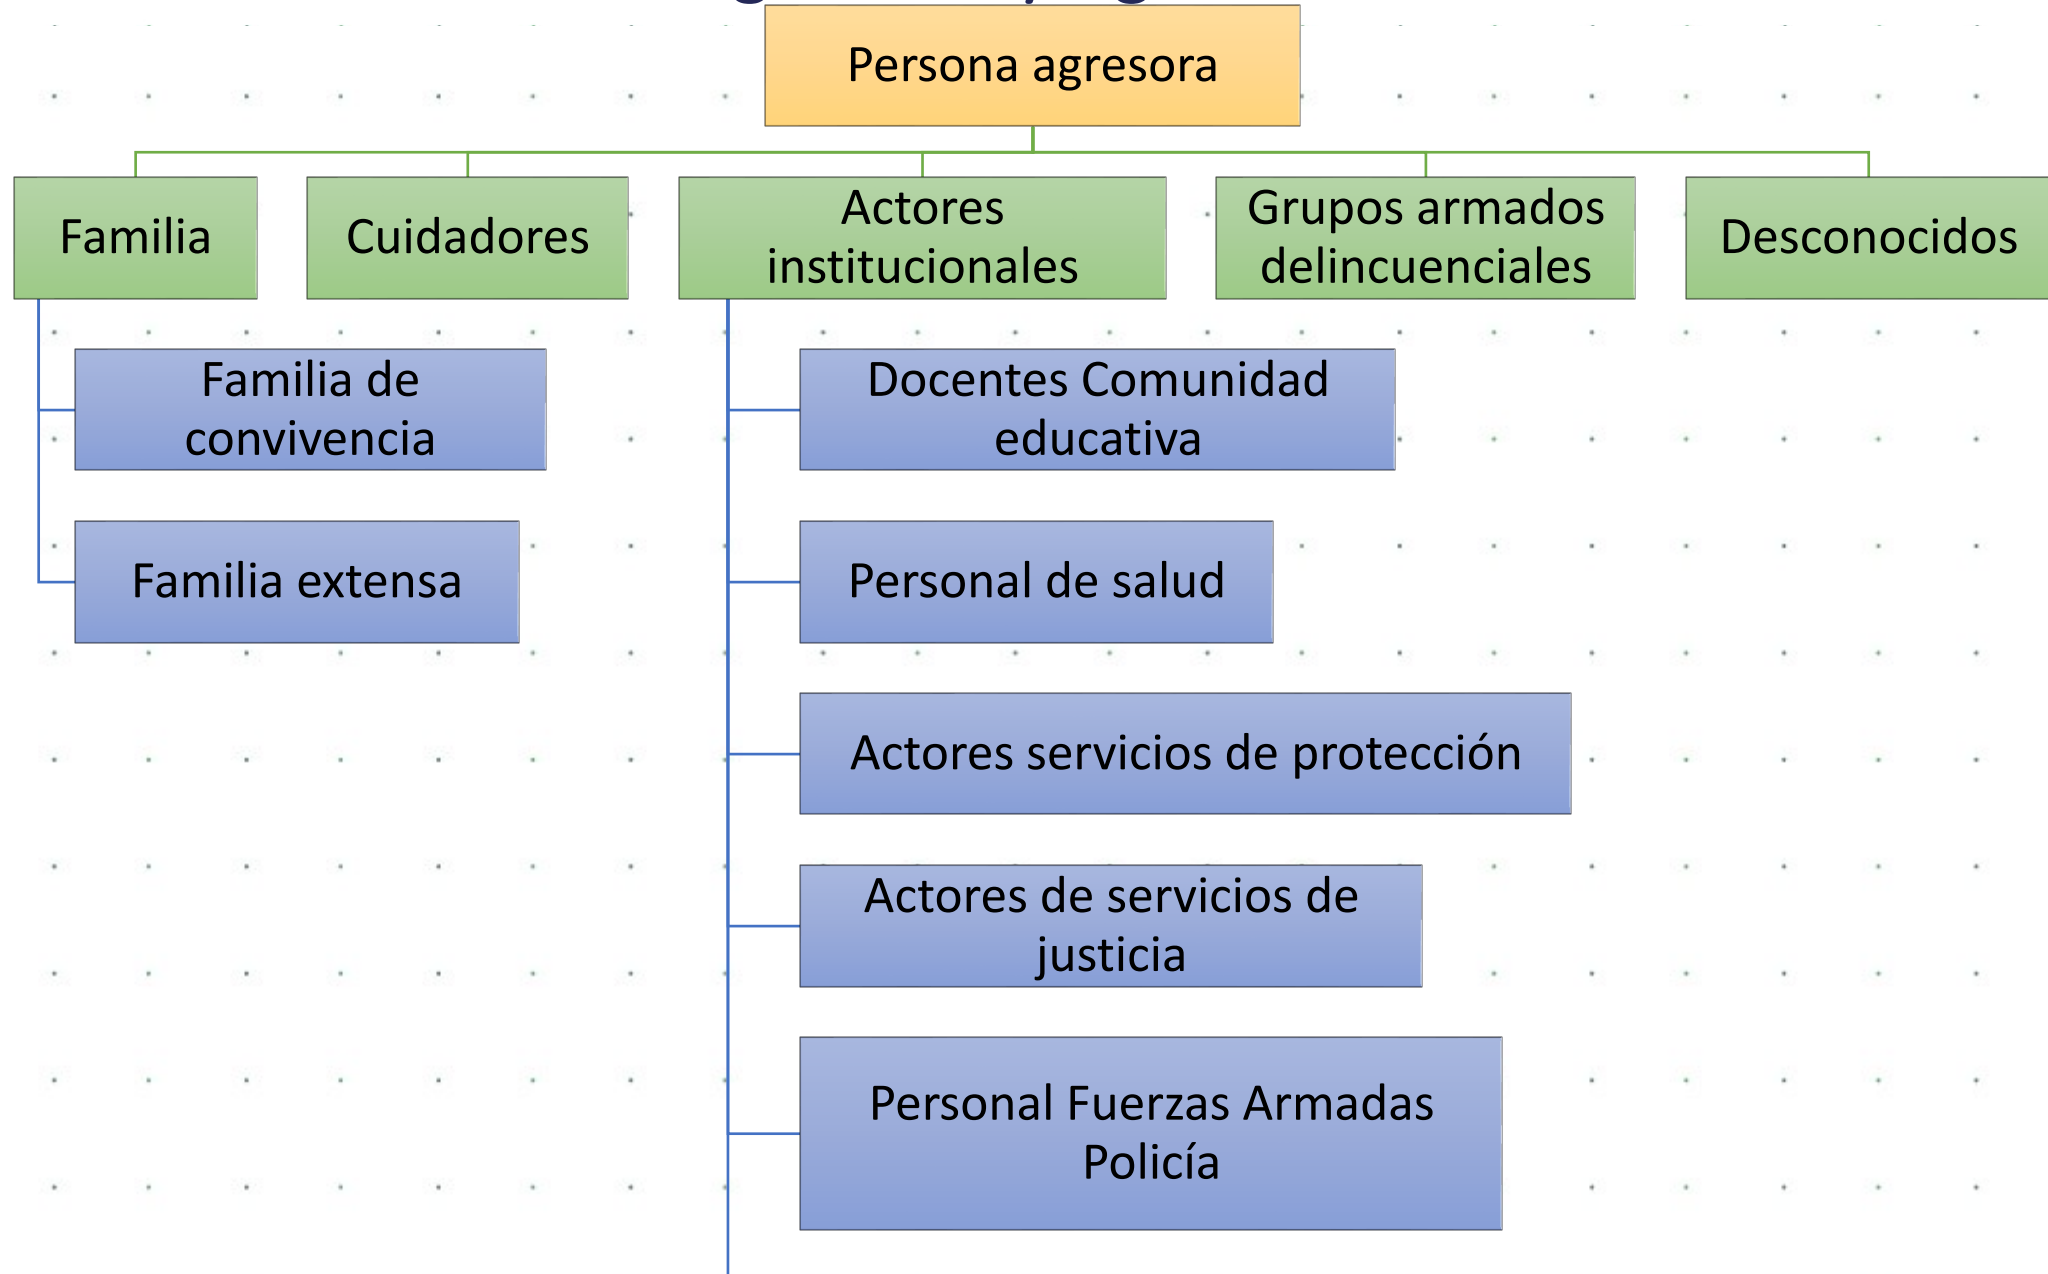 Persona agresora
Familia
Cuidadores
Actores
institucionales
Grupos armados
delincuenciales
Desconocidos
Familia de
convivencia
Familia extensa
Docentes Comunidad
educativa
Personal de salud
Actores servicios de protección
Actores de servicios de
justicia
Personal Fuerzas Armadas
Policía